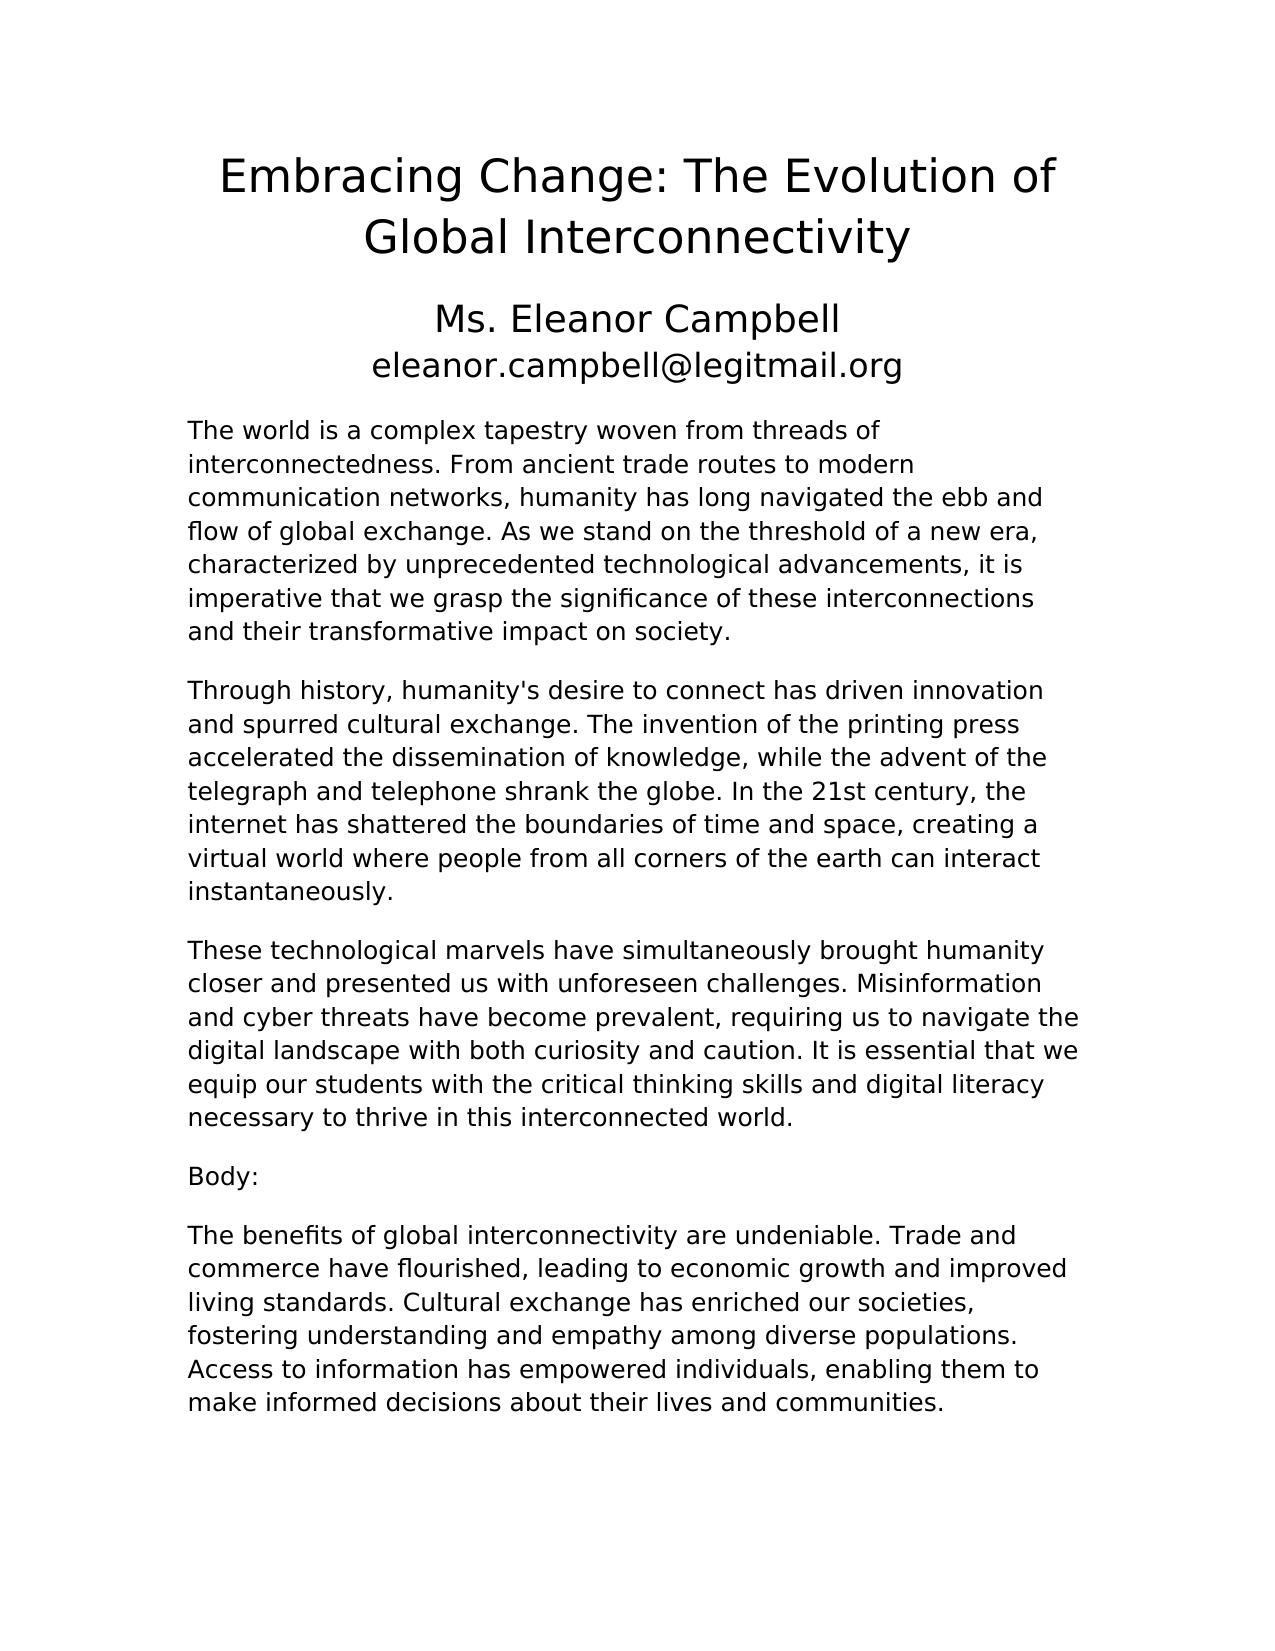 Embracing Change: The Evolution of
Global Interconnectivity
Ms. Eleanor Campbell
eleanor.campbell@legitmail.org
The world is a complex tapestry woven from threads of
interconnectedness. From ancient trade routes to modern
communication networks, humanity has long navigated the ebb and
flow of global exchange. As we stand on the threshold of a new era,
characterized by unprecedented technological advancements, it is
imperative that we grasp the significance of these interconnections
and their transformative impact on society.
Through history, humanity's desire to connect has driven innovation
and spurred cultural exchange. The invention of the printing press
accelerated the dissemination of knowledge, while the advent of the
telegraph and telephone shrank the globe. In the 21st century, the
internet has shattered the boundaries of time and space, creating a
virtual world where people from all corners of the earth can interact
instantaneously.
These technological marvels have simultaneously brought humanity
closer and presented us with unforeseen challenges. Misinformation
and cyber threats have become prevalent, requiring us to navigate the
digital landscape with both curiosity and caution. It is essential that we
equip our students with the critical thinking skills and digital literacy
necessary to thrive in this interconnected world.
Body:
The benefits of global interconnectivity are undeniable. Trade and
commerce have flourished, leading to economic growth and improved
living standards. Cultural exchange has enriched our societies,
fostering understanding and empathy among diverse populations.
Access to information has empowered individuals, enabling them to
make informed decisions about their lives and communities.